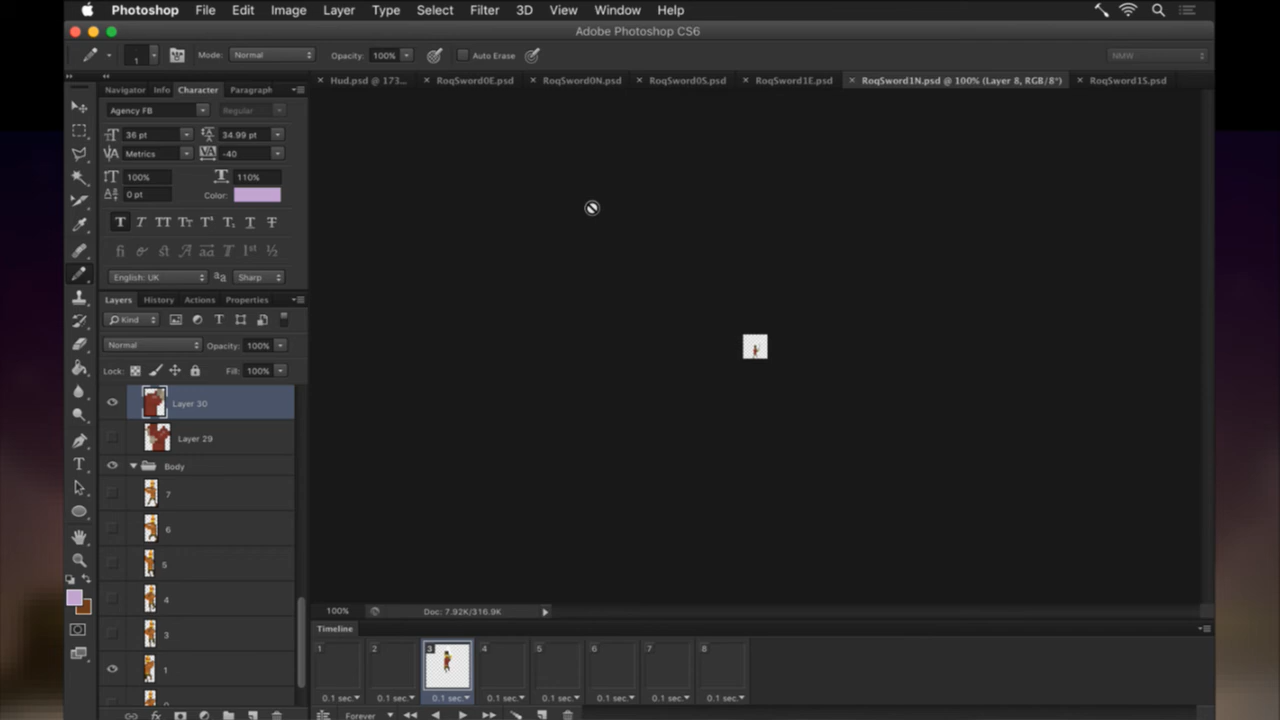 Photoshop File Edit Image Layer Type Select Filter 3D View Window Help
Adobe Photoshop CS6
1 Mode: Normal Opacity: 100% Auto Erase NMW
Hud.psd @ 173... RoqSword0E.psd RoqSword0N.psd RoqSword0S.psd RoqSword1E.psd RoqSword1N.psd @ 100% (Layer 8, RGB/8*) RoqSword1S.psd
Navigator Info Character Paragraph
Agency FB Regular
36 pt 34.99 pt
Metrics -40
100% 110%
0 pt Color:
English: UK aa Sharp
Layers History Actions Properties
Kind
Normal Opacity: 100%
Lock: Fill: 100%
Layer 30
Layer 29
Body
7
6
5
4
3
1
100% Doc: 7.92K/316.9K
Timeline
1 2 3 4 5 6 7 8
0.1 sec. 0.1 sec. 0.1 sec. 0.1 sec. 0.1 sec. 0.1 sec. 0.1 sec. 0.1 sec.
Forever